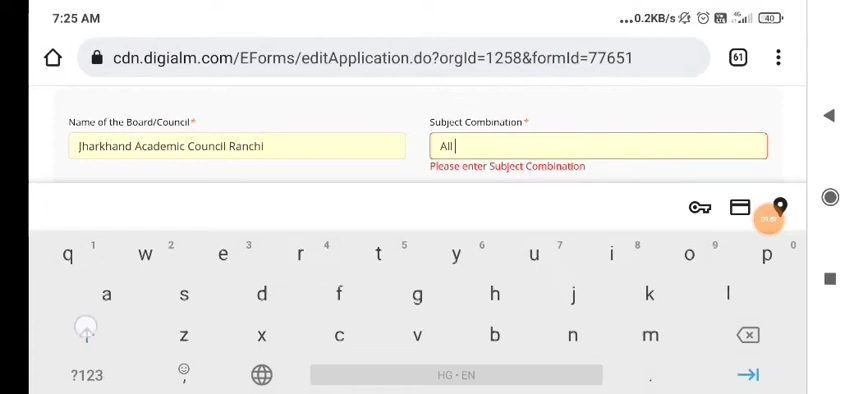 7:25 AM ...0.2KB/s 4G 40
cdn.digialm.com/EForms/editApplication.do?orgId=1258&formId=77651 61
Name of the Board/Council* Subject Combination*
Jharkhand Academic Council Ranchi All
Please enter Subject Combination
q 1 w 2 e 3 r 4 t 5 y 6 u 7 i 8 o 9 p 0
a s d f g h j k l
z x c v b n m
?123 , HG • EN .